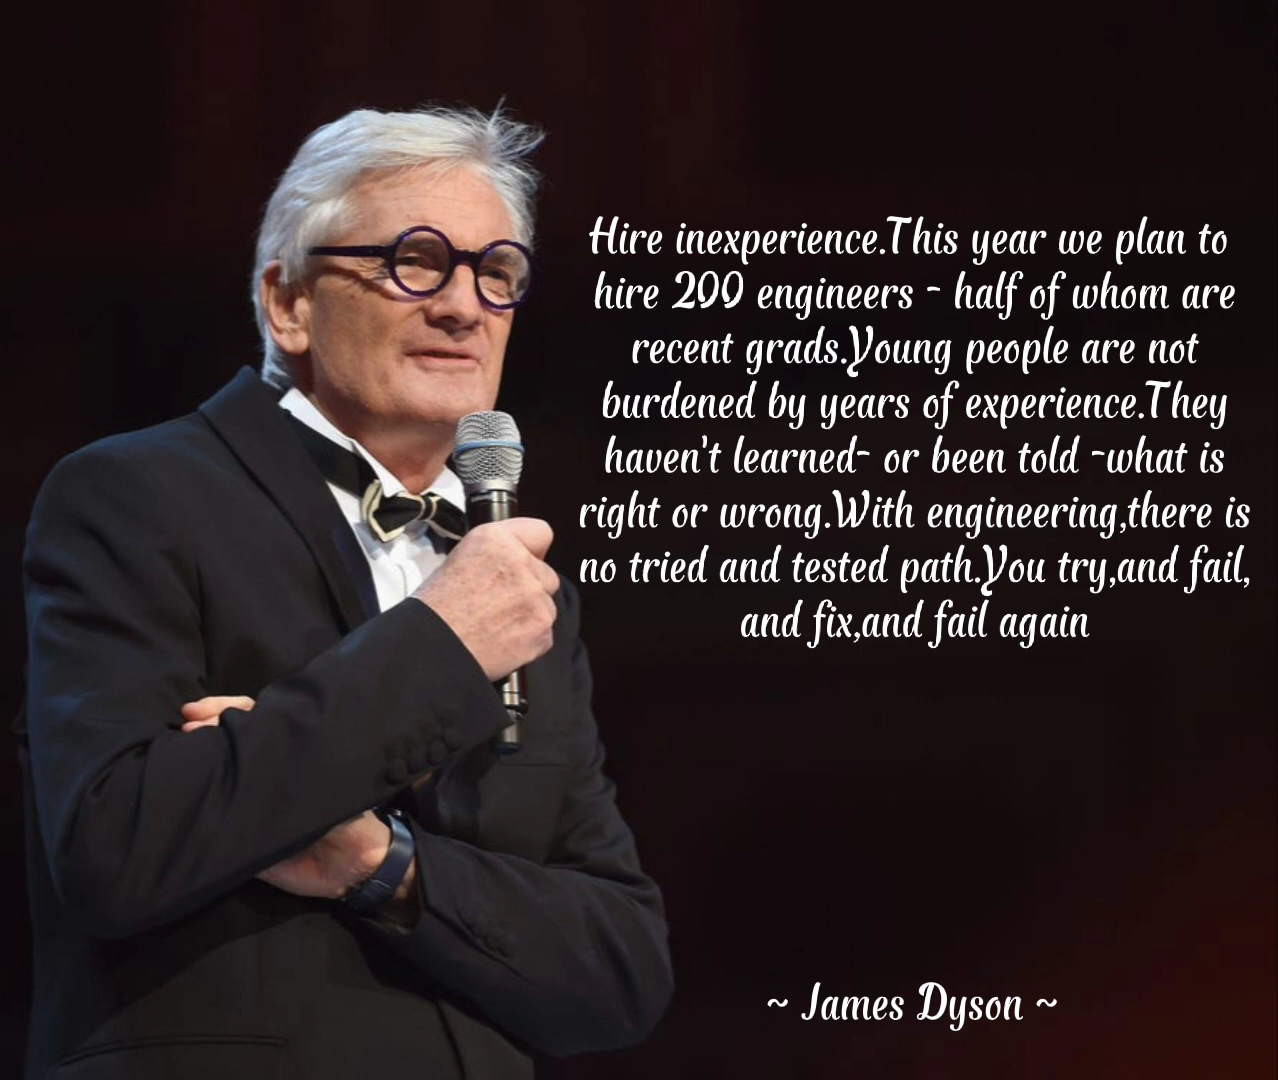 Hire inexperience.This year we plan to
hire 200 engineers - half of whom are
recent grads.Young people are not
burdened by years of experience.They
haven't learned- or been told -what is
right or wrong.With engineering,there is
no tried and tested path.You try,and fail,
and fix,and fail again
~ James Dyson ~